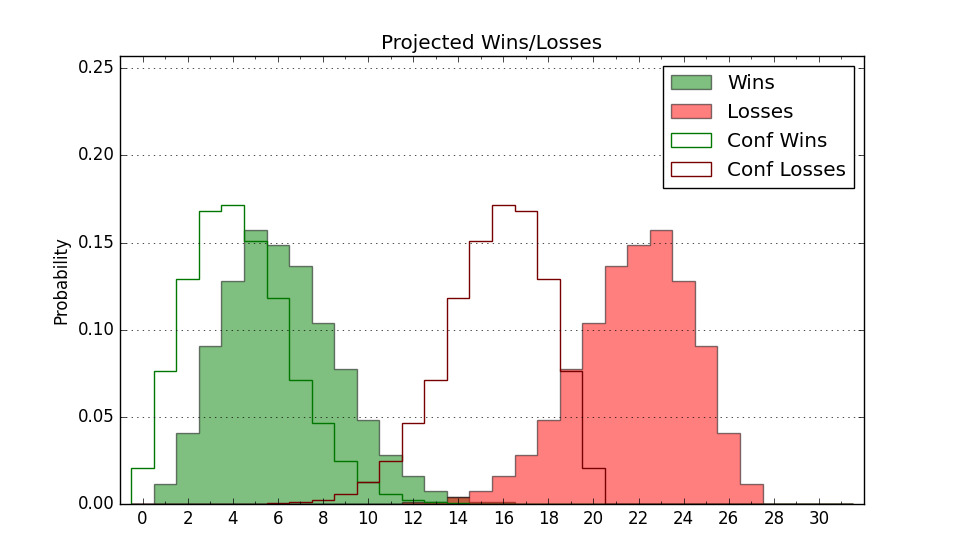 Projected Wins/Losses
0.25
0.20
0.15
0.10
0.05
0.00
Probability
Wins
Losses
Conf Wins
Conf Losses
0 2 4 6 8 10 12 14 16 18 20 22 24 26 28 30